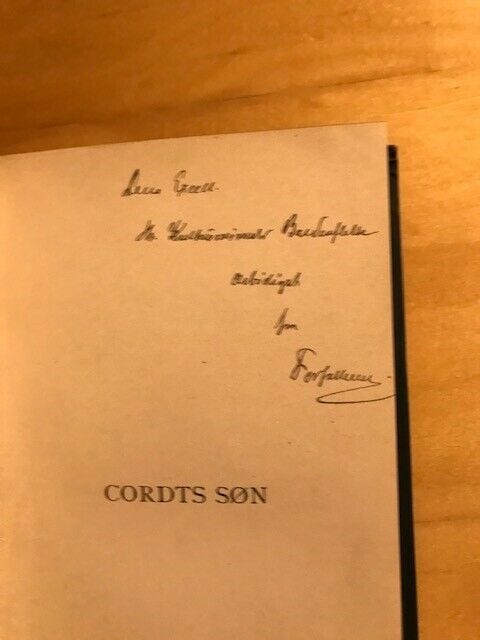 Excell.
Hr. Kultusminister Bardenfleth
ærbødigst
fra
Forfatteren
CORDTS SØN